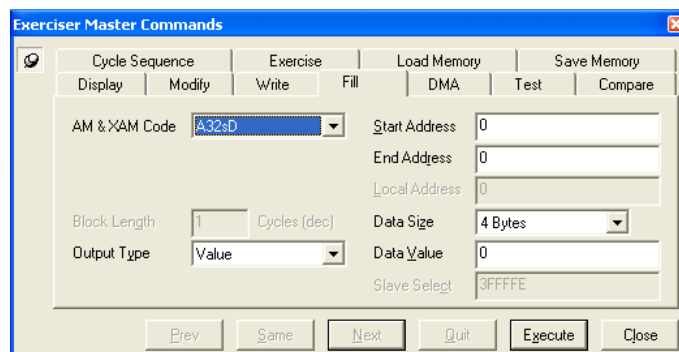 Exerciser Master Commands
Cycle Sequence Exercise Load Memory Save Memory
Display Modify Write Fill DMA Test Compare
AM & XAM Code A32sD Start Address 0
End Address 0
Local Address 0
Block Length 1 Cycles (dec) Data Size 4 Bytes
Output Type Value Data Value 0
Slave Select 3FFFFE
Prev Same Next Quit Execute Close